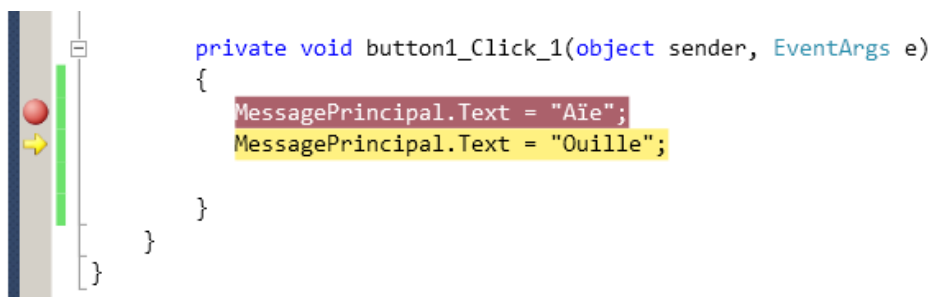 private void button1_Click_1(object sender, EventArgs e)
{
MessagePrincipal.Text = "Aïe";
MessagePrincipal.Text = "Ouille";
}
}
}